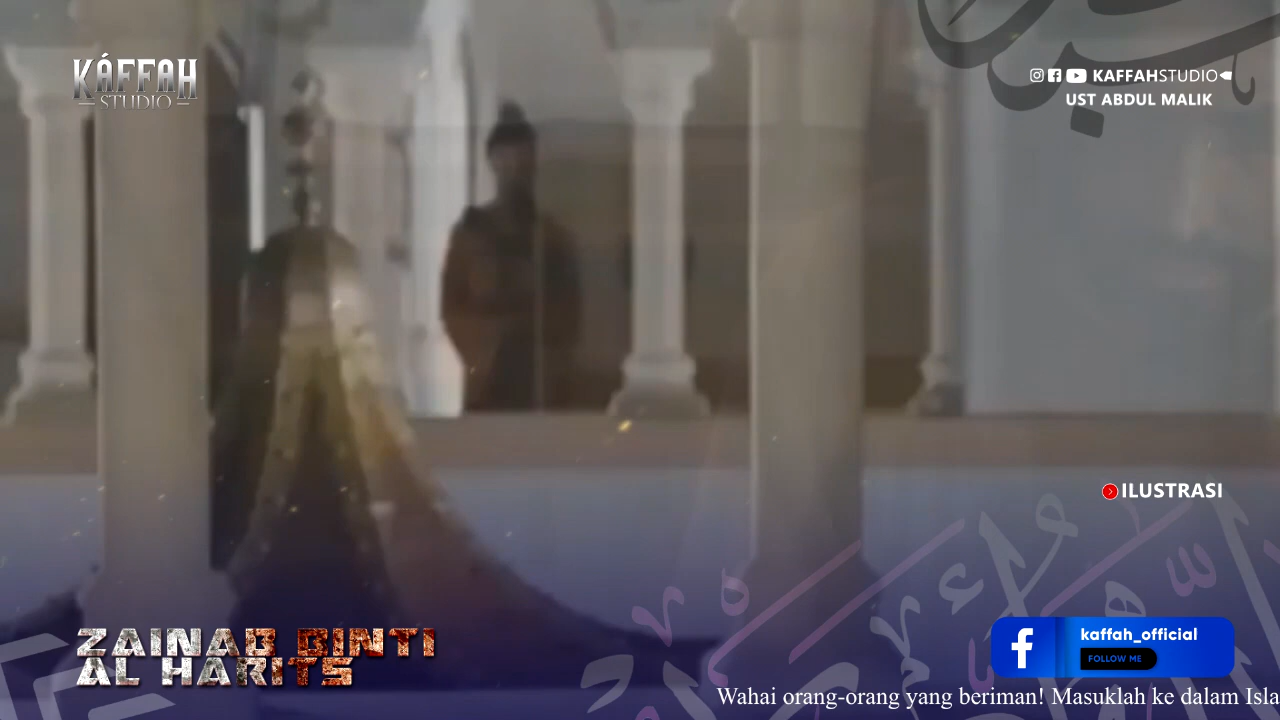 KÁFFAH
STUDIO
KAFFAHSTUDIO
UST ABDUL MALIK
ILUSTRASI
ZAINAB BINTI
AL HARITS
kaffah_official
FOLLOW ME
Wahai orang-orang yang beriman! Masuklah ke dalam Isla